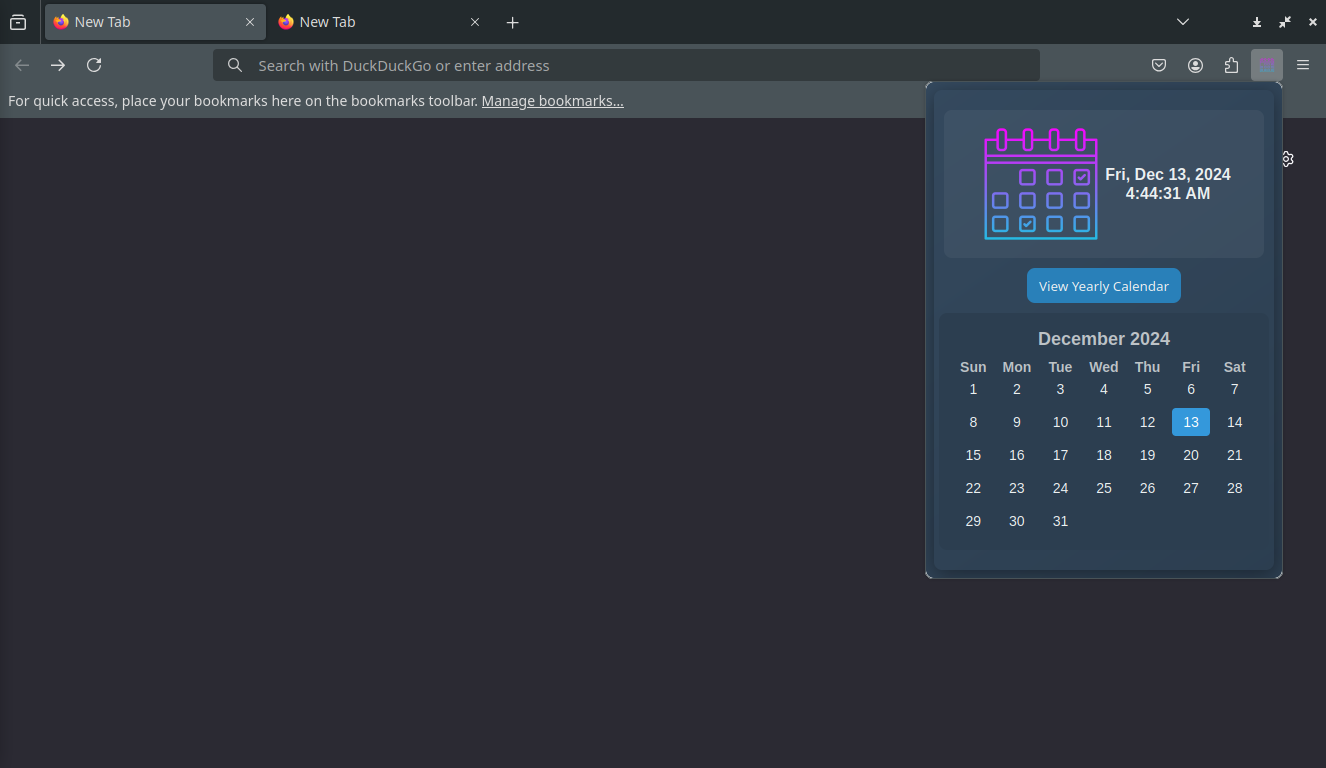 New Tab
New Tab
Search with DuckDuckGo or enter address
For quick access, place your bookmarks here on the bookmarks toolbar. Manage bookmarks...
Fri, Dec 13, 2024
4:44:31 AM
View Yearly Calendar
December 2024
Sun Mon Tue Wed Thu Fri Sat
1 2 3 4 5 6 7
8 9 10 11 12 13 14
15 16 17 18 19 20 21
22 23 24 25 26 27 28
29 30 31